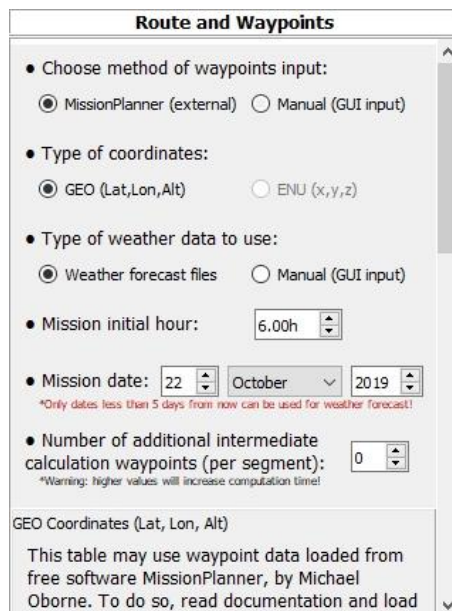 Route and Waypoints
• Choose method of waypoints input:
MissionPlanner (external) Manual (GUI input)
• Type of coordinates:
GEO (Lat,Lon,Alt) ENU (x,y,z)
• Type of weather data to use:
Weather forecast files Manual (GUI input)
• Mission initial hour: 6.00h
• Mission date: 22 October 2019
*Only dates less than 5 days from now can be used for weather forecast!
• Number of additional intermediate
calculation waypoints (per segment): 0
*Warning: higher values will increase computation time!
GEO Coordinates (Lat, Lon, Alt)
This table may use waypoint data loaded from
free software MissionPlanner, by Michael
Oborne. To do so, read documentation and load